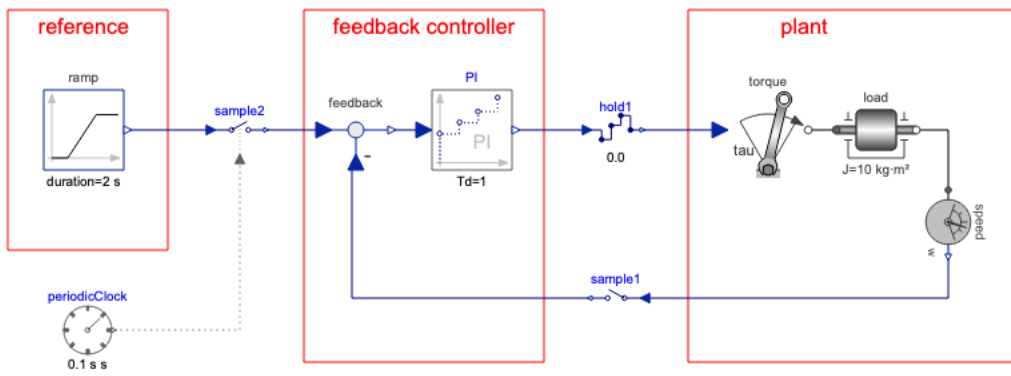 reference
feedback controller
plant
ramp
PI
torque
load
sample2
feedback
hold1
PI
tau
-
duration=2 s
Td=1
0.0
J=10 kg·m²
speed
w
periodicClock
sample1
0.1 s s